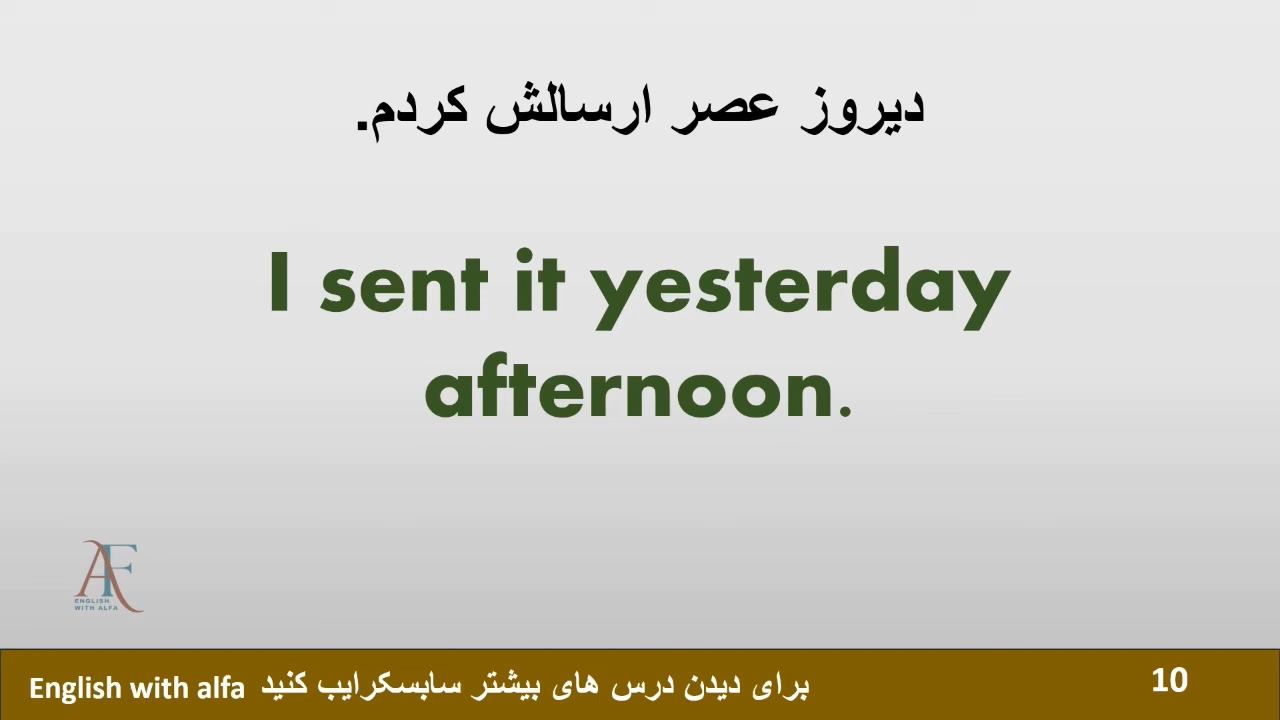 دیروز عصر ارسالش کردم.
I sent it yesterday
afternoon.
AF
ENGLISH
WITH ALFA
English with alfa برای دیدن درس های بیشتر سابسکرایب کنید
10